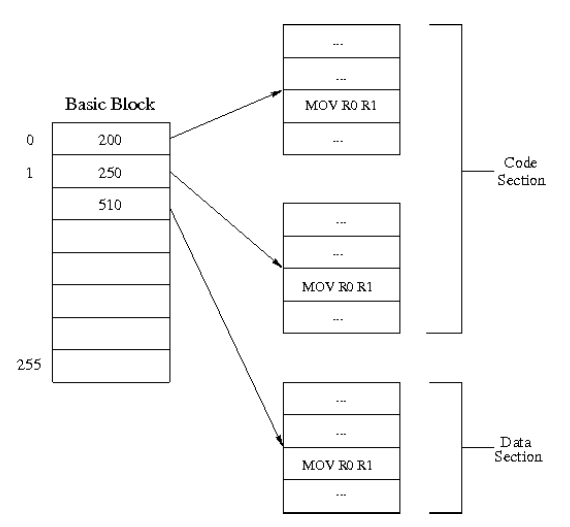 Basic Block
0
200
1
250
510
255
...
...
MOV R0 R1
...
...
...
MOV R0 R1
...
Code
Section
...
...
MOV R0 R1
...
Data
Section